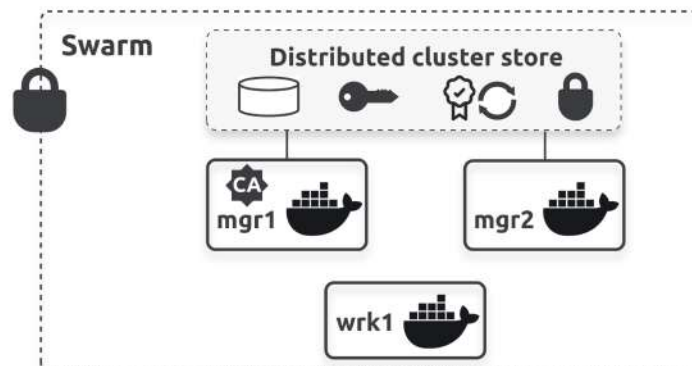 Swarm
Distributed cluster store
CA
mgr1
mgr2
wrk1